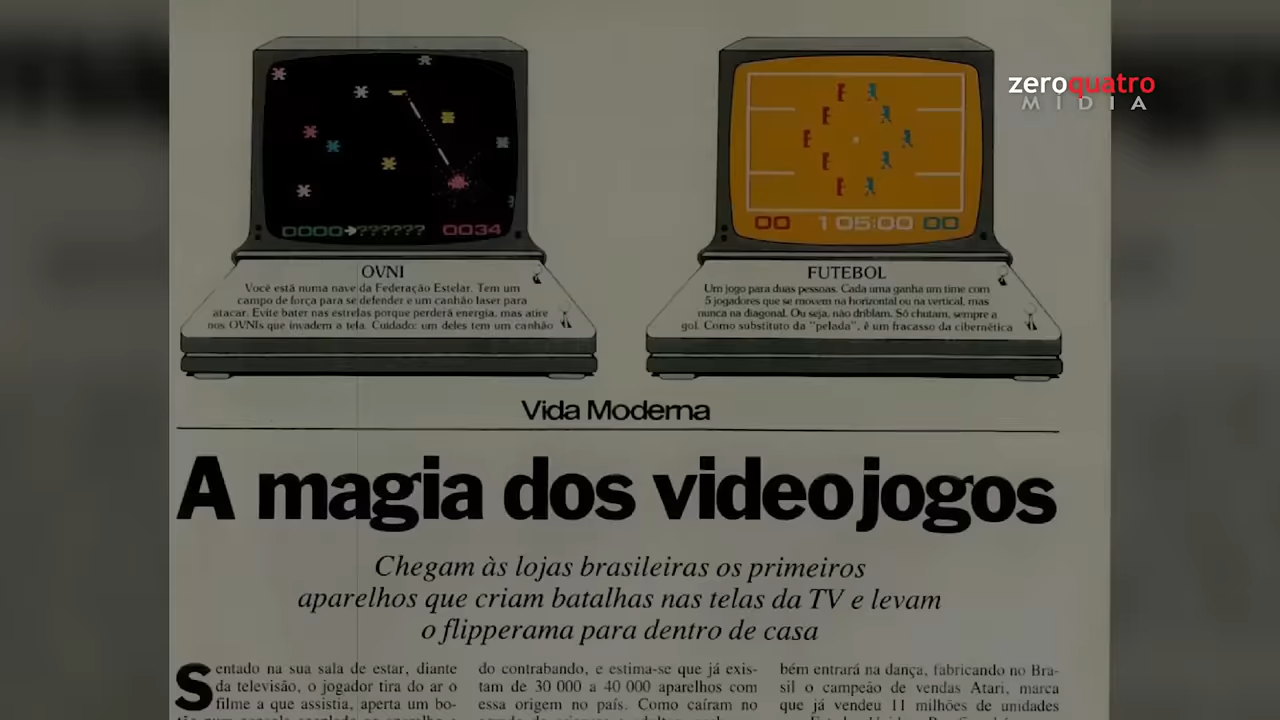 zeroquatro
MÍDIA
0000 ??????  0034
00 1 05:00 00
OVNI
Você está numa nave da Federação Estelar. Tem um
campo de força para se defender e um canhão laser para
atacar. Evite bater nas estrelas porque perderá energia, mas atire
nos OVNIs que invadem a tela. Cuidado: um deles tem um canhão
FUTEBOL
Um jogo para duas pessoas. Cada uma ganha um time com
5 jogadores que se movem na horizontal ou na vertical, mas
nunca na diagonal. Ou seja, não driblam. Só chutam, sempre a
gol. Como substituto da "pelada", é um fracasso da cibernética
Vida Moderna
A magia dos videojogos
Chegam às lojas brasileiras os primeiros
aparelhos que criam batalhas nas telas da TV e levam
o flipperama para dentro de casa
Sentado na sua sala de estar, diante
da televisão, o jogador tira do ar o
filme a que assistia, aperta um bo-
do contrabando, e estima-se que já exis-
tam de 30 000 a 40 000 aparelhos com
essa origem no país. Como caíram no
bém entrará na dança, fabricando no Bra-
sil o campeão de vendas Atari, marca
que já vendeu 11 milhões de unidades